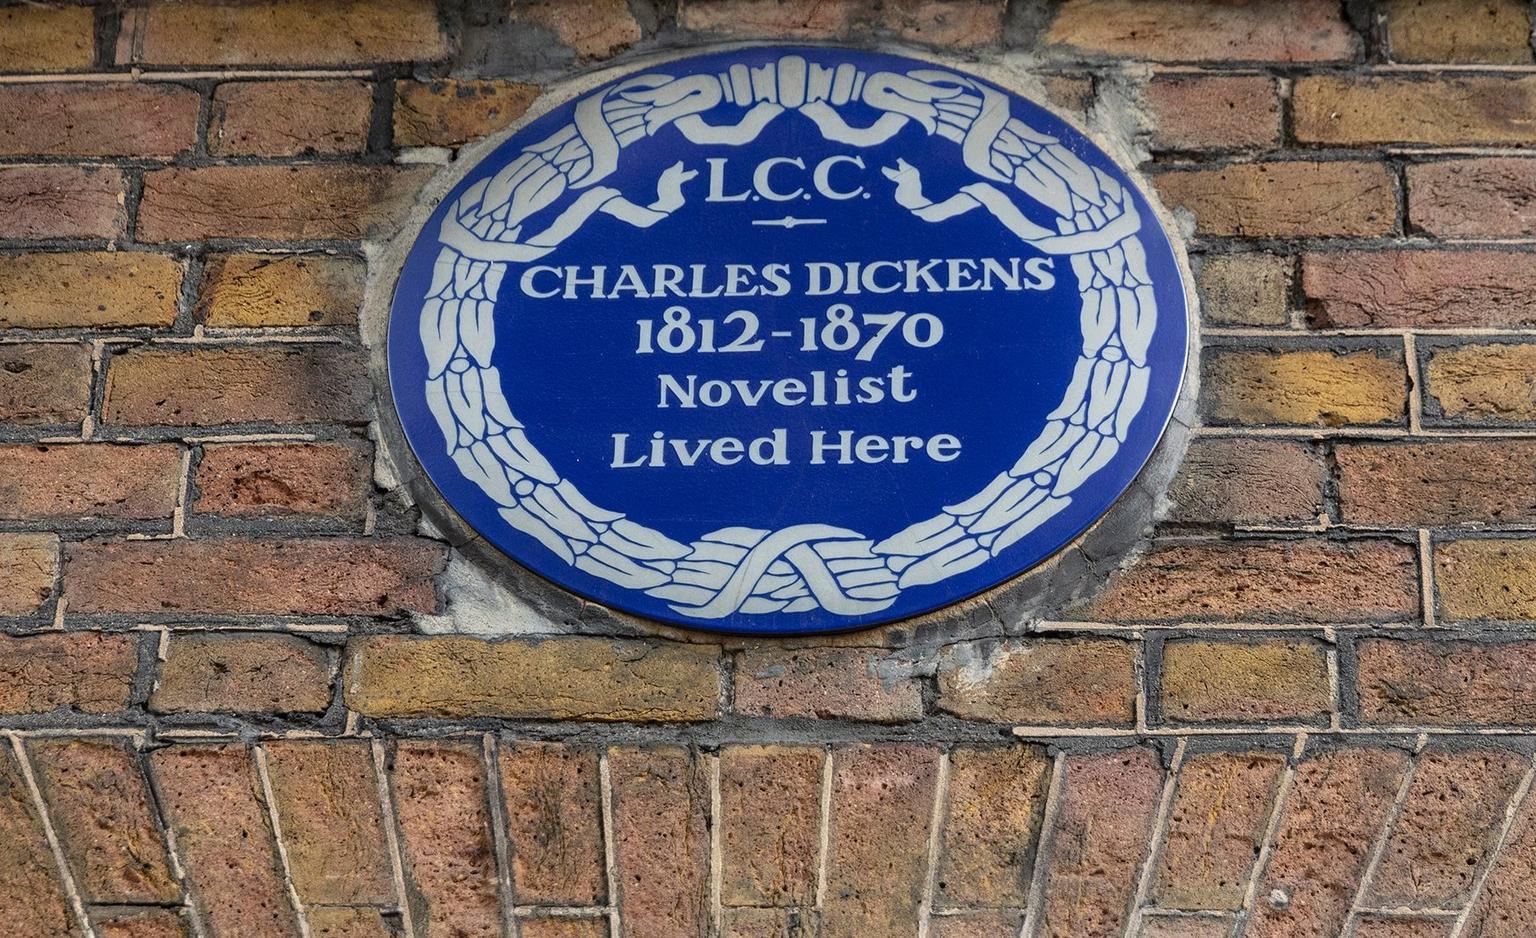 L.C.C.
CHARLES DICKENS
1812-1870
Novelist
Lived Here